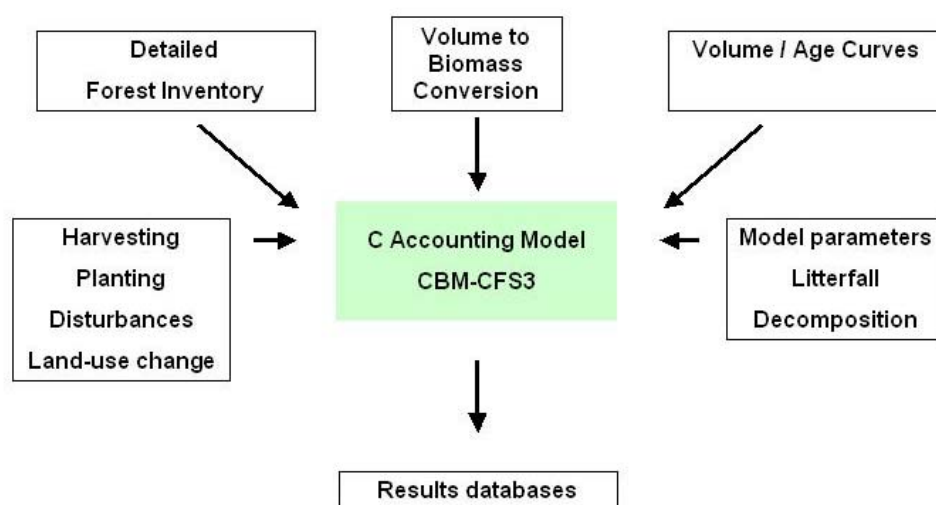 Detailed
Forest Inventory
Volume to
Biomass
Conversion
Volume / Age Curves
Harvesting
Planting
Disturbances
Land-use change
C Accounting Model
CBM-CFS3
Model parameters
Litterfall
Decomposition
Results databases